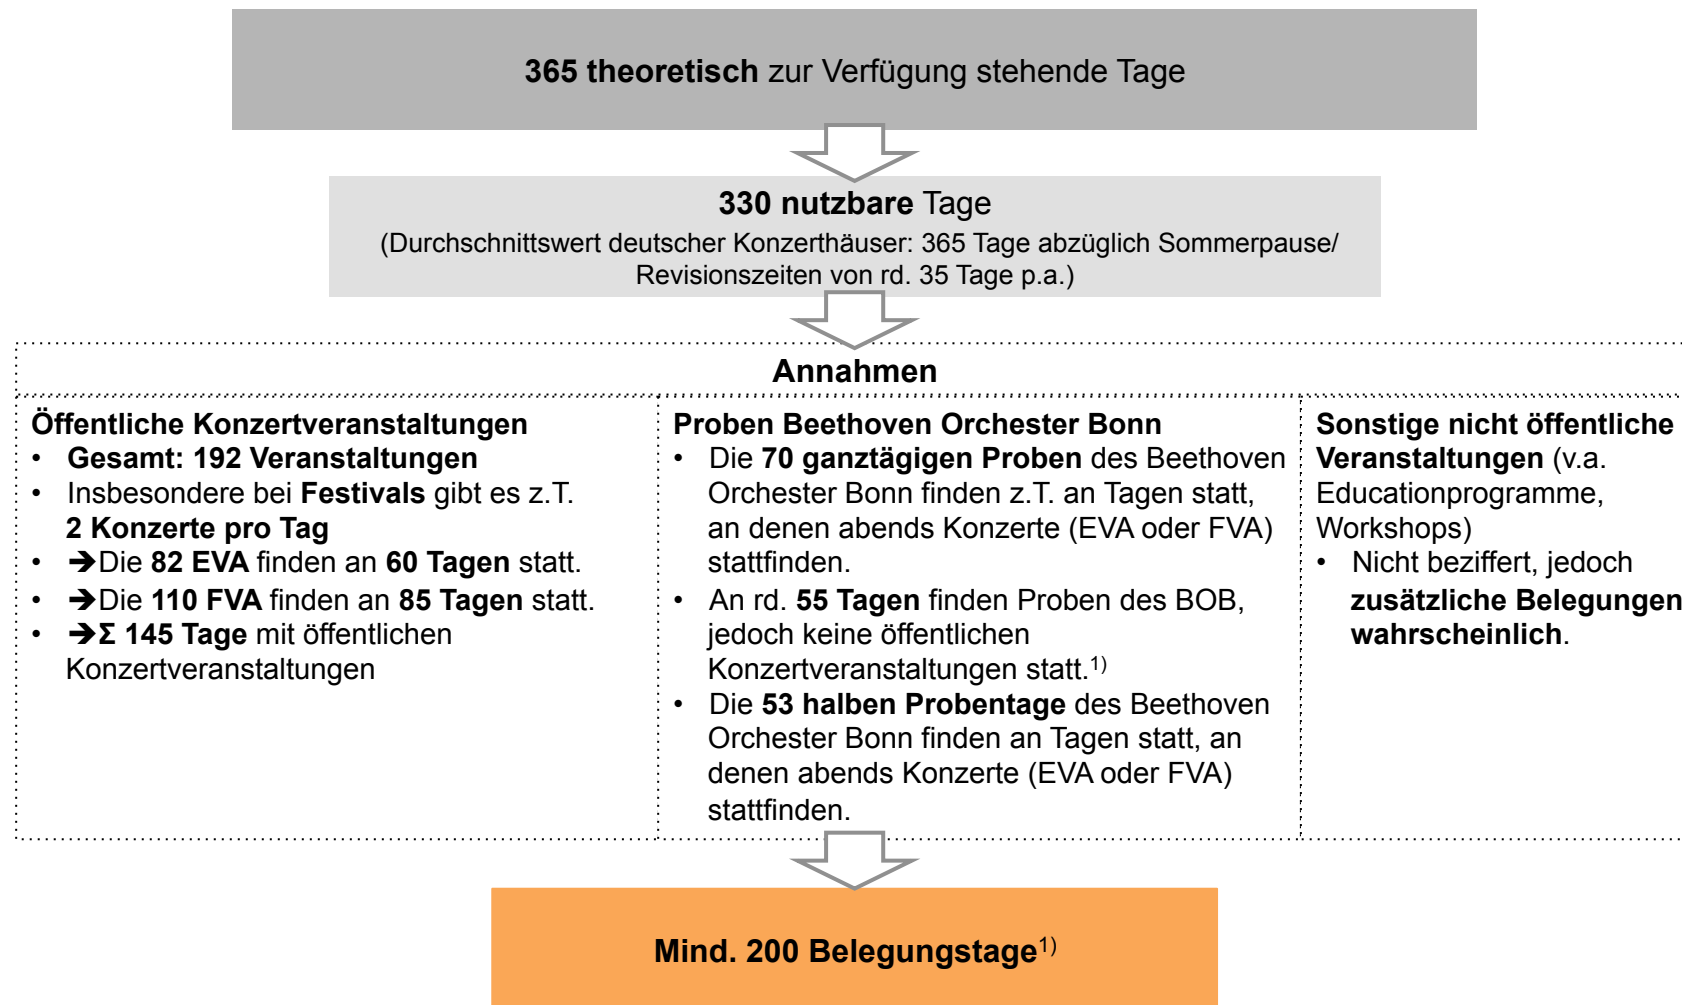 365 theoretisch zur Verfügung stehende Tage
330 nutzbare Tage
(Durchschnittswert deutscher Konzerthäuser: 365 Tage abzüglich Sommerpause/
Revisionszeiten von rd. 35 Tage p.a.)
Annahmen
Öffentliche Konzertveranstaltungen
• Gesamt: 192 Veranstaltungen
• Insbesondere bei Festivals gibt es z.T.
2 Konzerte pro Tag
• ➔Die 82 EVA finden an 60 Tagen statt.
• ➔Die 110 FVA finden an 85 Tagen statt.
• ➔Σ 145 Tage mit öffentlichen
Konzertveranstaltungen
Proben Beethoven Orchester Bonn
• Die 70 ganztägigen Proben des Beethoven
Orchester Bonn finden z.T. an Tagen statt,
an denen abends Konzerte (EVA oder FVA)
stattfinden.
• An rd. 55 Tagen finden Proben des BOB,
jedoch keine öffentlichen
Konzertveranstaltungen statt.1)
• Die 53 halben Probentage des Beethoven
Orchester Bonn finden an Tagen statt, an
denen abends Konzerte (EVA oder FVA)
stattfinden.
Sonstige nicht öffentliche
Veranstaltungen (v.a.
Educationprogramme,
Workshops)
• Nicht beziffert, jedoch
zusätzliche Belegungen
wahrscheinlich.
Mind. 200 Belegungstage1)